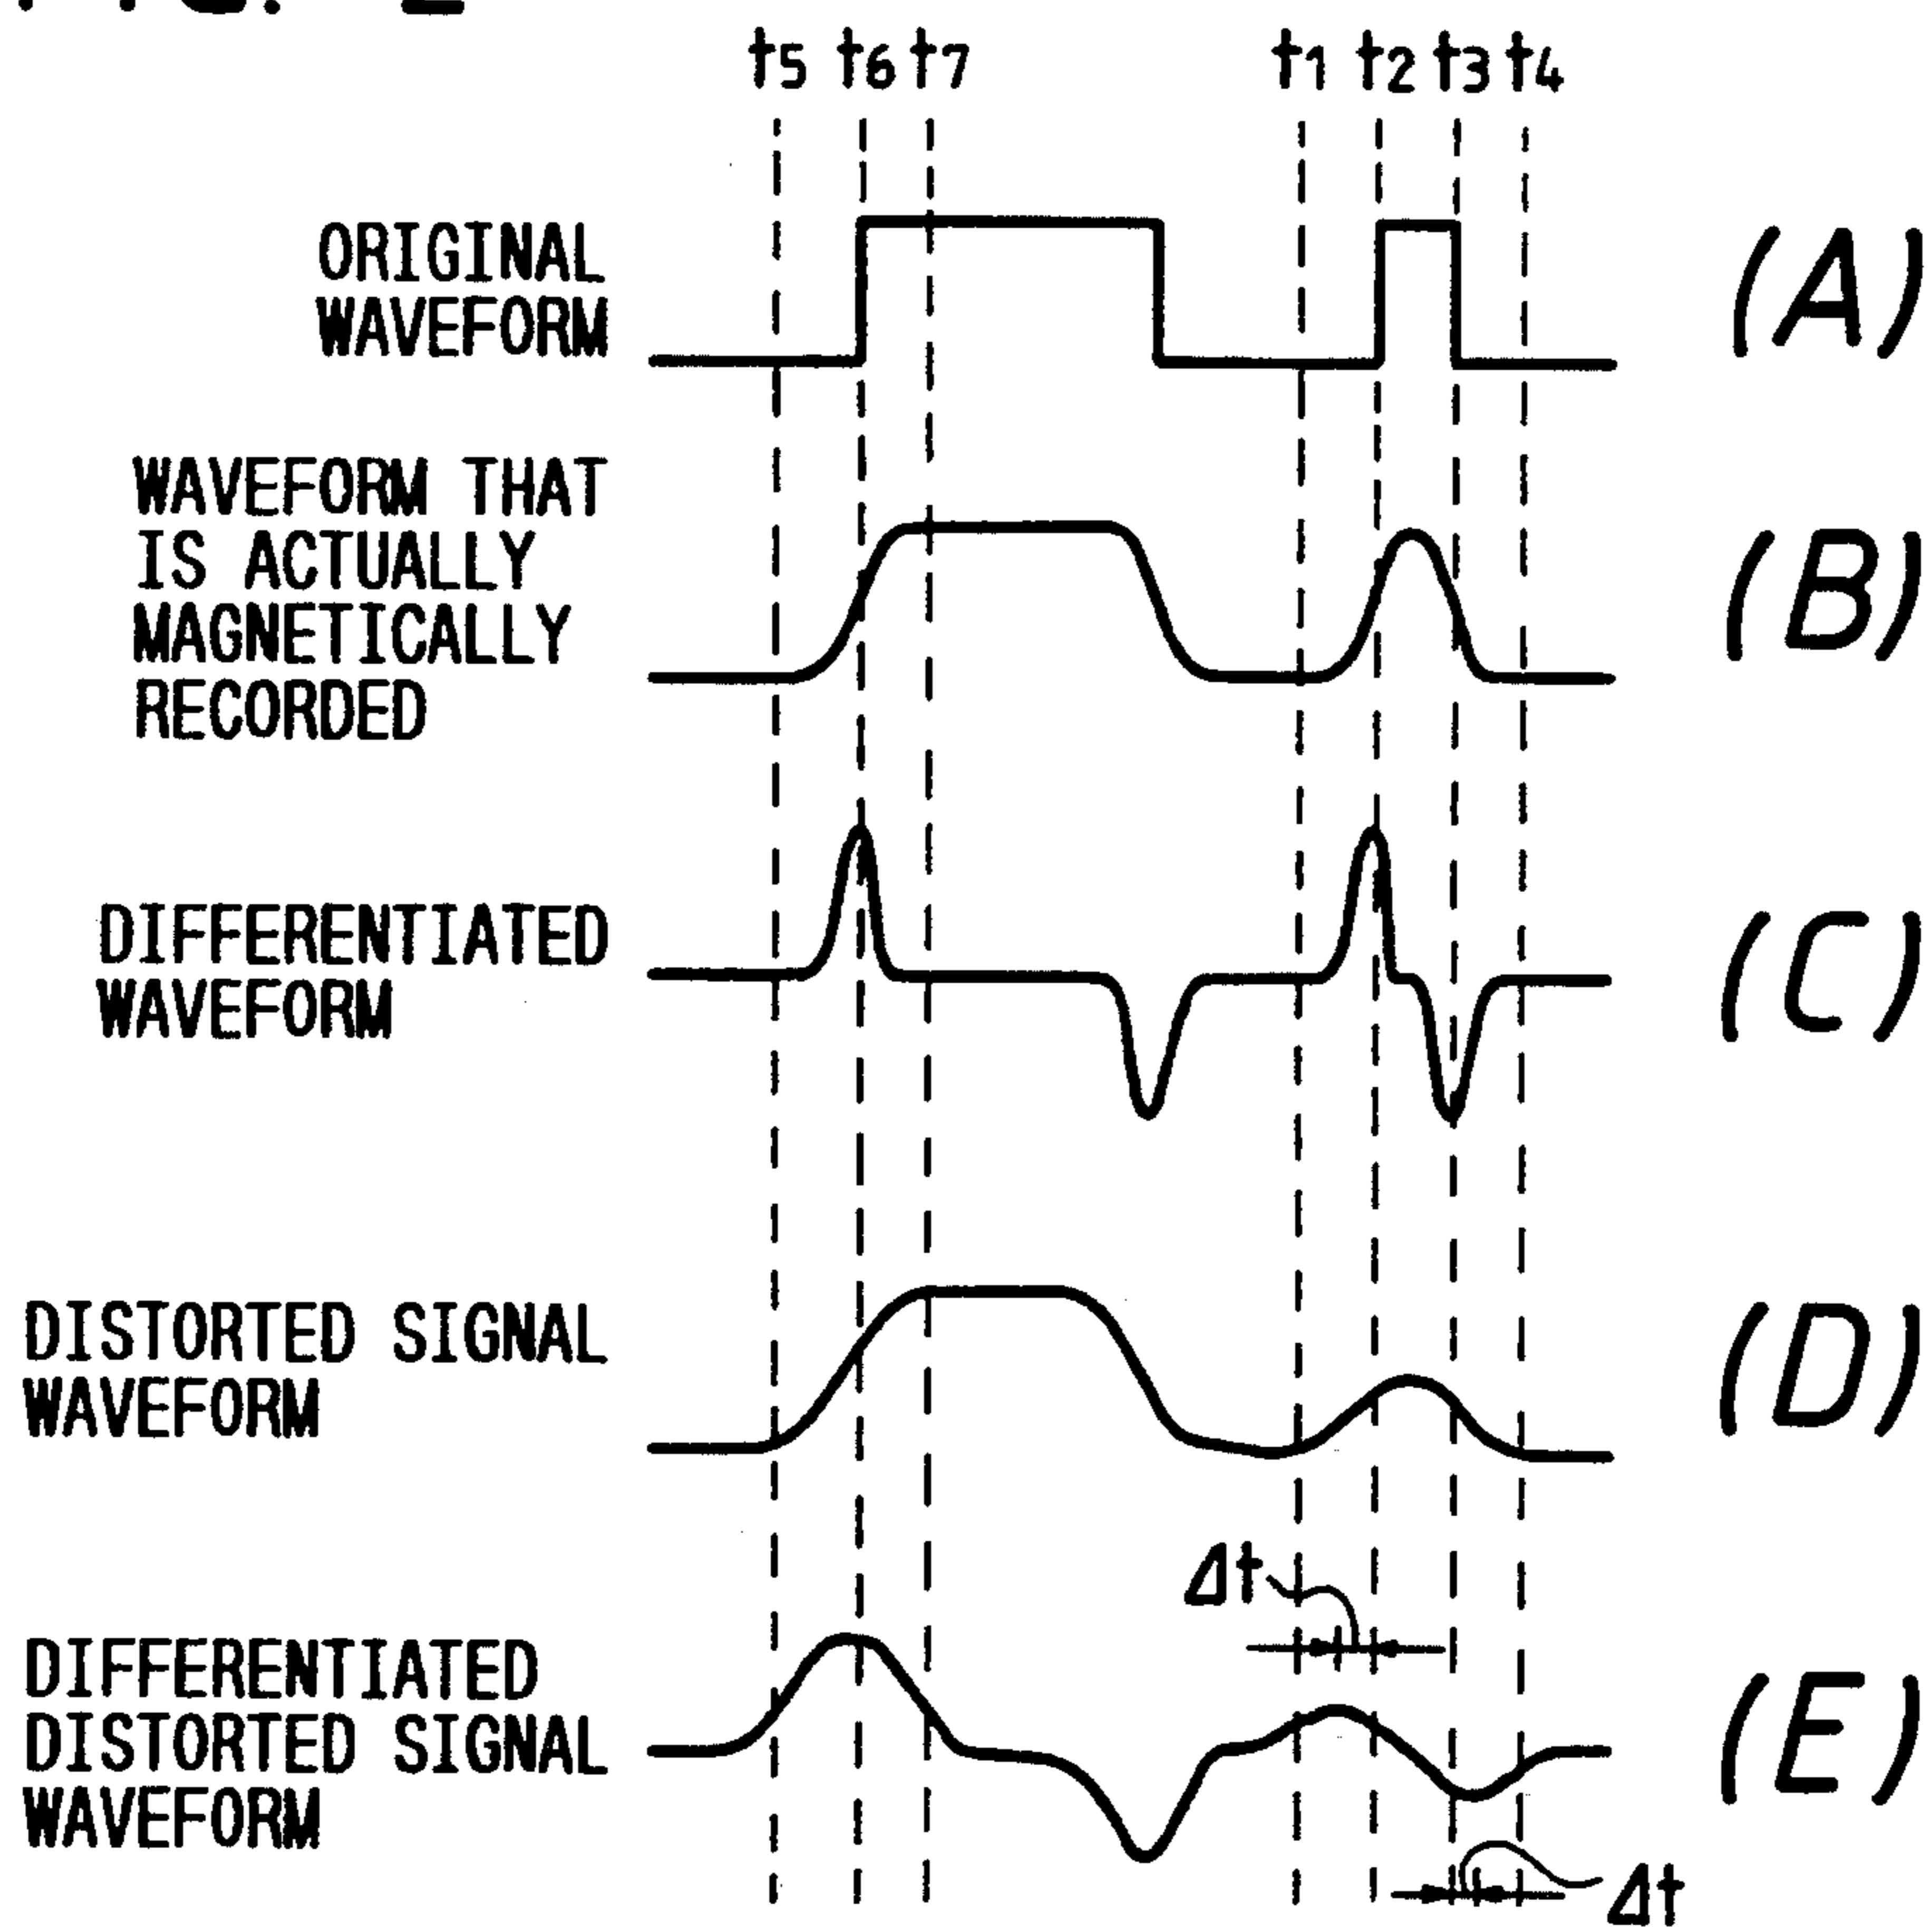 t5 t6 t7 t1 t2 t3 t4
ORIGINAL
WAVEFORM
(A)
WAVEFORM THAT
IS ACTUALLY
MAGNETICALLY
RECORDED
(B)
DIFFERENTIATED
WAVEFORM
(C)
DISTORTED SIGNAL
WAVEFORM
(D)
Δt
DIFFERENTIATED
DISTORTED SIGNAL
WAVEFORM
(E)
Δt